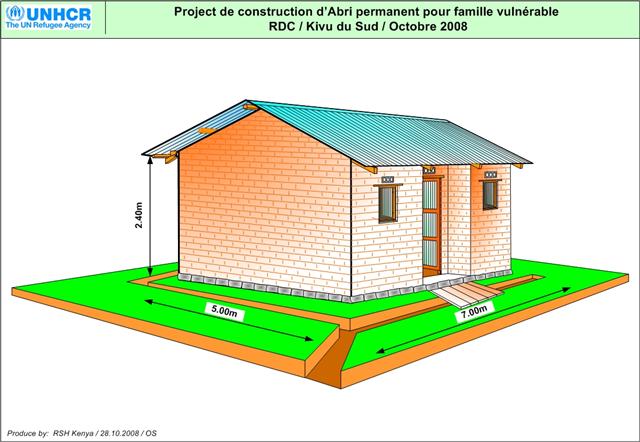 UNHCR
The UN Refugee Agency
Project de construction d'Abri permanent pour famille vulnérable
RDC / Kivu du Sud / Octobre 2008
2.40m
5.00m
7.00m
Produce by: RSH Kenya / 28.10.2008 / OS